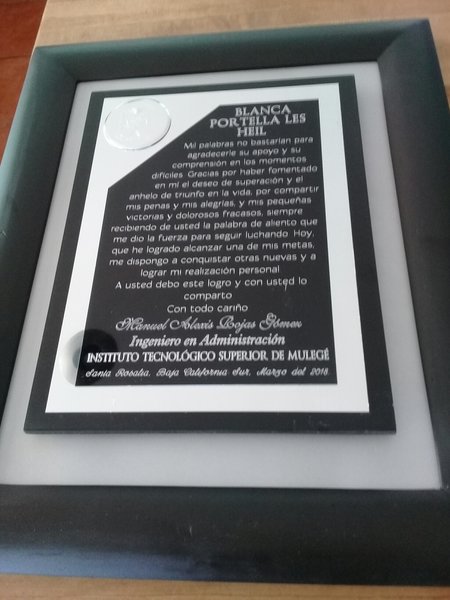 BLANCA
PORTELLA LES
HEIL
Mil palabras no bastarían para
agradecerle su apoyo y su
comprensión en los momentos
difíciles. Gracias por haber fomentado
en mí el deseo de superación y el
anhelo de triunfo en la vida, por compartir
mis penas y mis alegrías, y mis pequeñas
victorias y dolorosos fracasos, siempre
recibiendo de usted la palabra de aliento que
me dio la fuerza para seguir luchando. Hoy,
que he logrado alcanzar una de mis metas,
me dispongo a conquistar otras nuevas y a
lograr mi realización personal
A usted debo este logro y con usted lo
comparto
Con todo cariño
Manuel Alexis Rojas Gómez
Ingeniero en Administración
INSTITUTO TECNOLÓGICO SUPERIOR DE MULEGÉ
Santa Rosalía, Baja California Sur, Marzo del 2018.